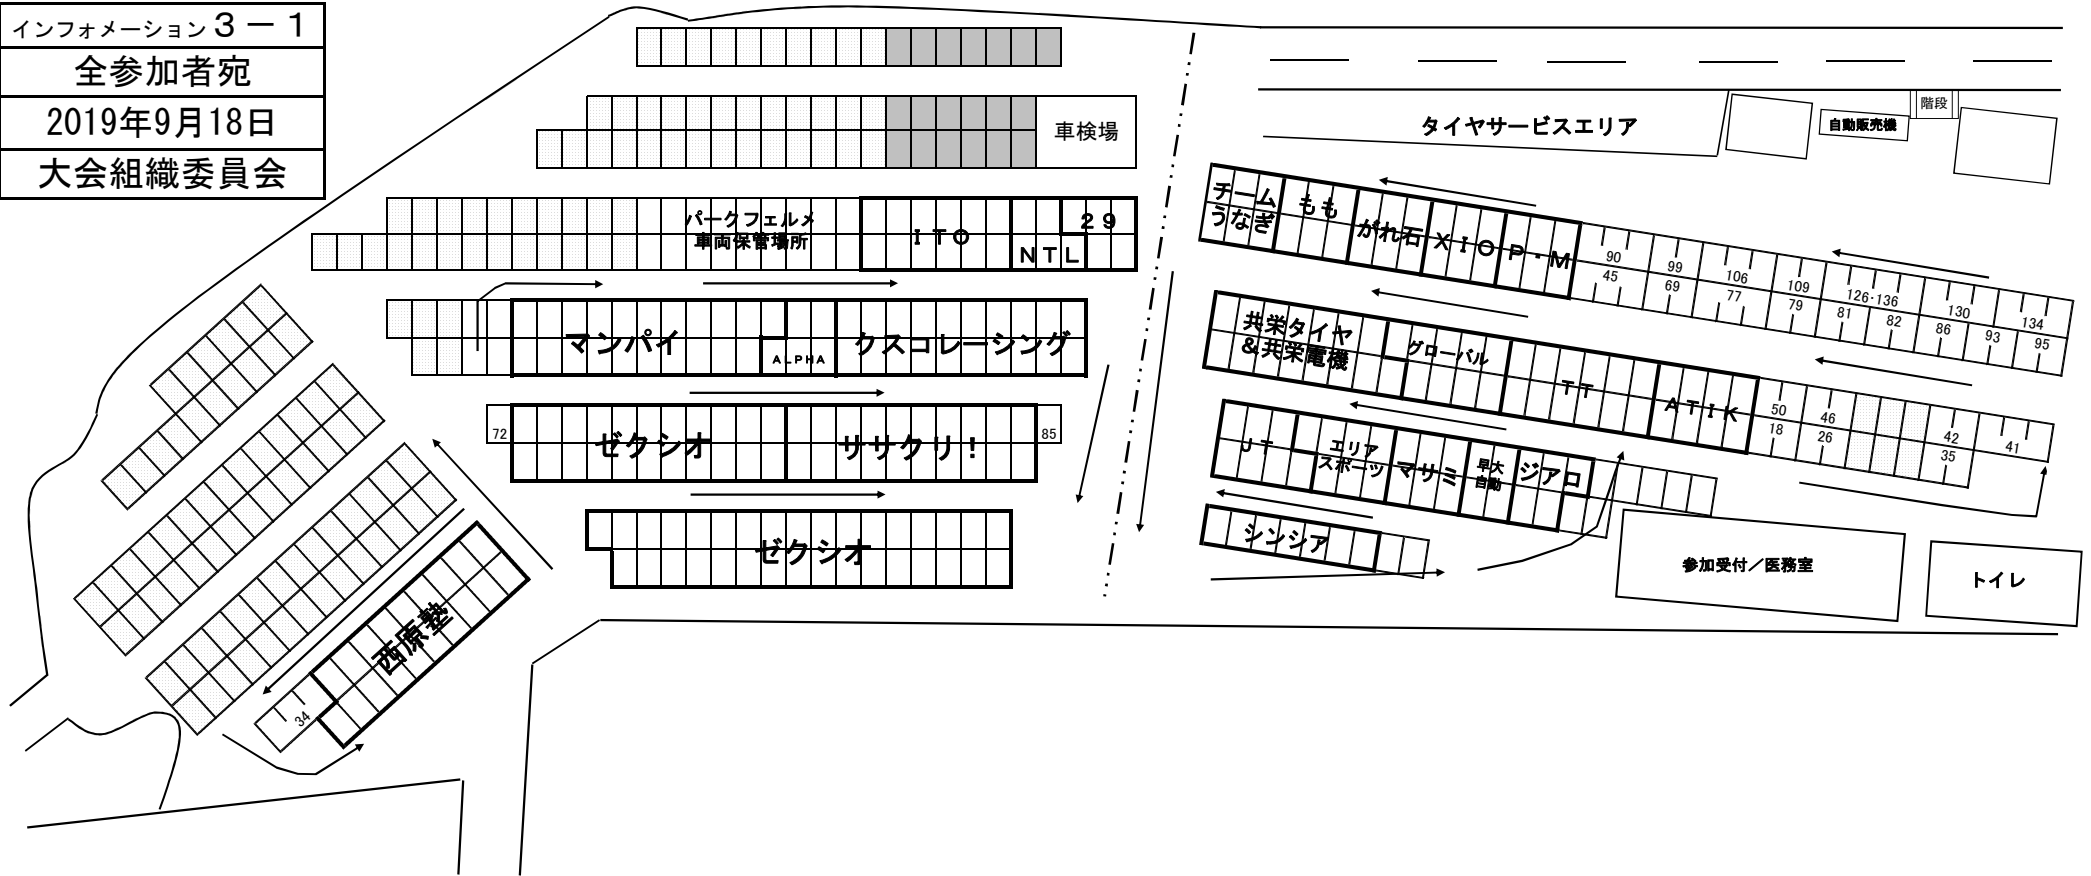 インフォメーション３－１
全参加者宛
2019年9月18日
大会組織委員会
車検場
パークフェルメ
車両保管場所
ＩＴＯ
ＮＴＬ
２９
マンパイ
ＡＬＰＨＡ
クスコレーシング
72
ゼクシオ
ササクリ！
85
ゼクシオ
西原塾
34
タイヤサービスエリア
自動販売機
階段
チーム
うなぎ
もも
がれ石
ＸＩＯ
Ｐ・Ｍ
90
99
106
109
126･136
130
134
45
69
77
79
81
82
86
93
95
共栄タイヤ
＆共栄電機
グローバル
ＴＴ
ＡＴＩＫ
50
46
42
41
18
26
35
ＪＴ
エリア
スポーツ
マサミ
早大
自動
ジアロ
シンシア
参加受付／医務室
トイレ